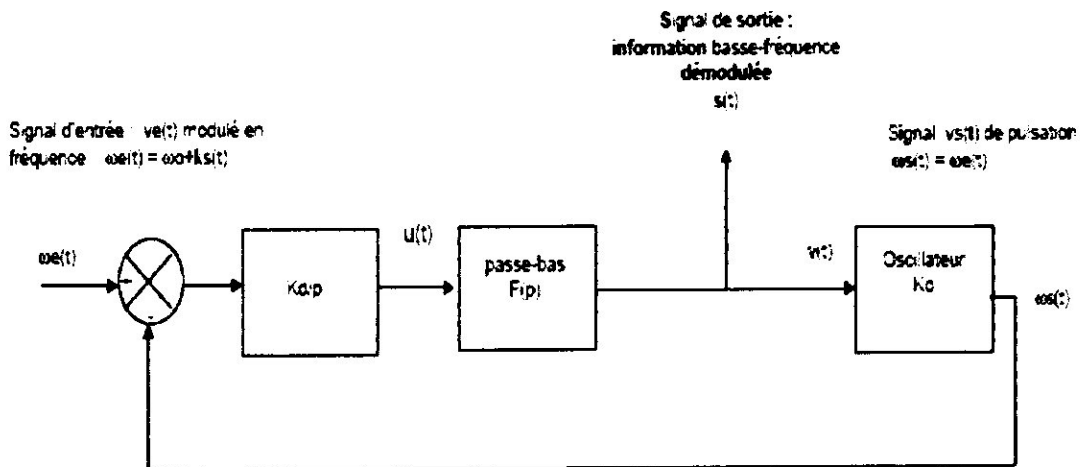 Signal de sortie :
information basse-fréquence
démodulée
s(t)
Signal d'entrée : ve(t) modulé en
fréquence ωe(t) = ωo+ks(t)
Signal vs(t) de pulsation
ωs(t) = ωe(t)
ωe(t)
+
-
Kd/p
u(t)
passe-bas
F(p)
v(t)
Oscillateur
Ko
ωs(t)